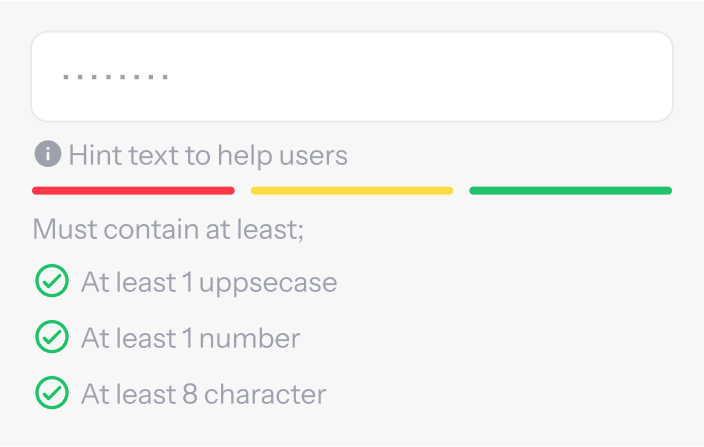 ........
Hint text to help users
Must contain at least;
At least 1 uppsecase
At least 1 number
At least 8 character